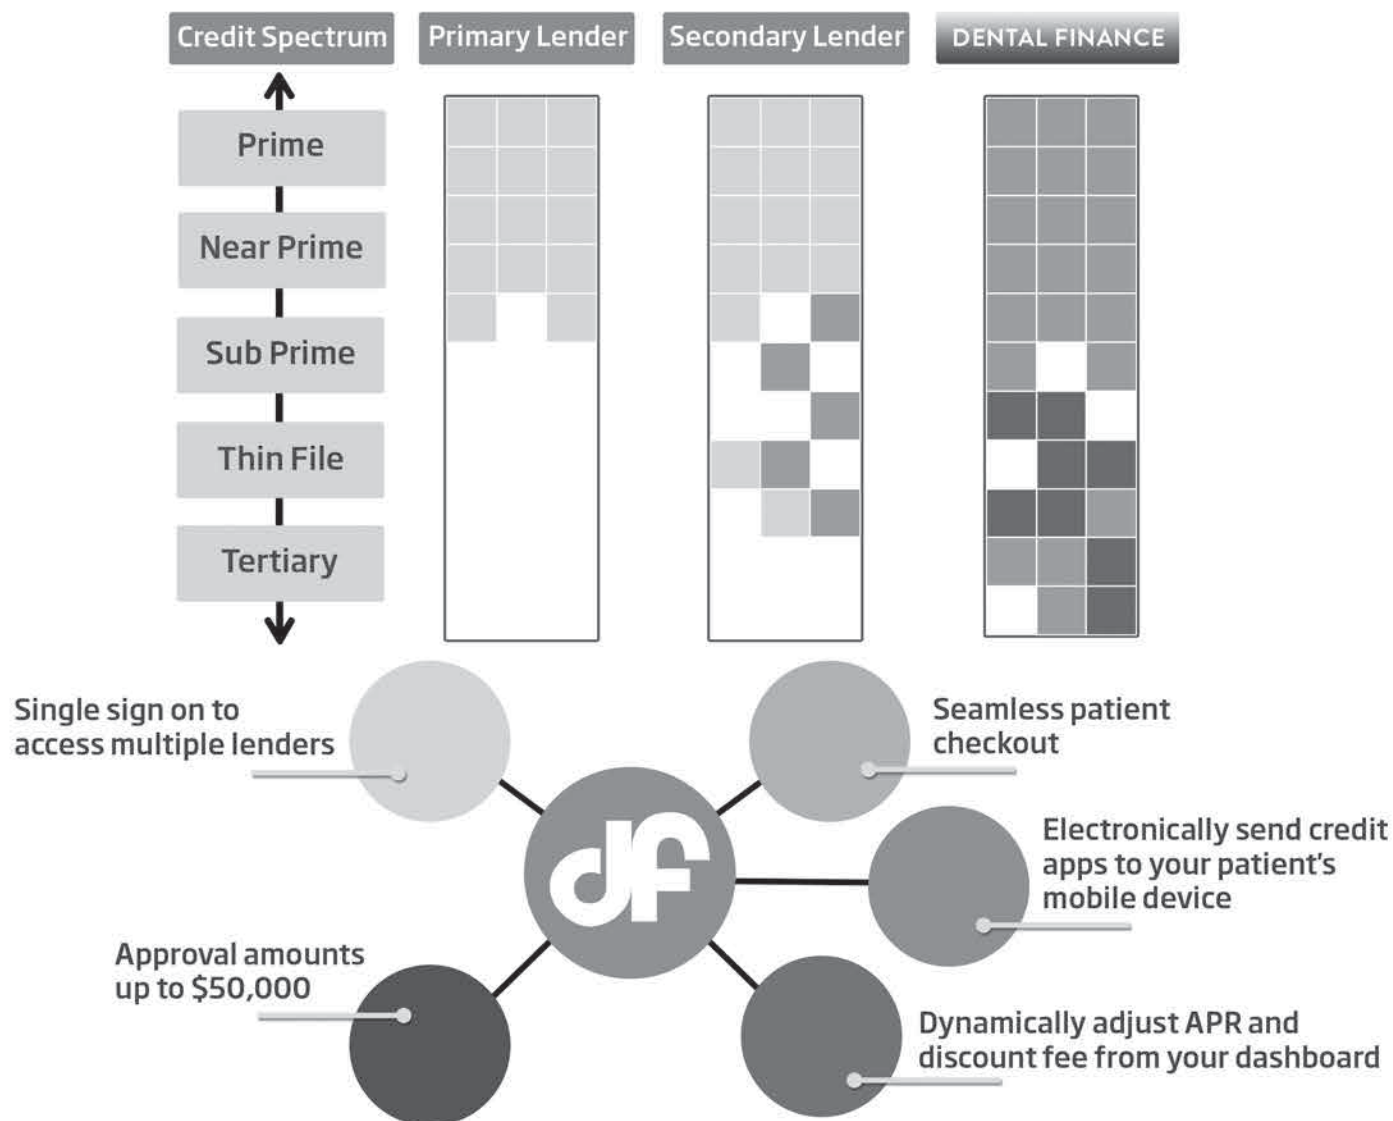 Credit Spectrum
Primary Lender
Secondary Lender
DENTAL FINANCE
Prime
Near Prime
Sub Prime
Thin File
Tertiary
Single sign on to
access multiple lenders
Seamless patient
checkout
df
Electronically send credit
apps to your patient's
mobile device
Approval amounts
up to $50,000
Dynamically adjust APR and
discount fee from your dashboard